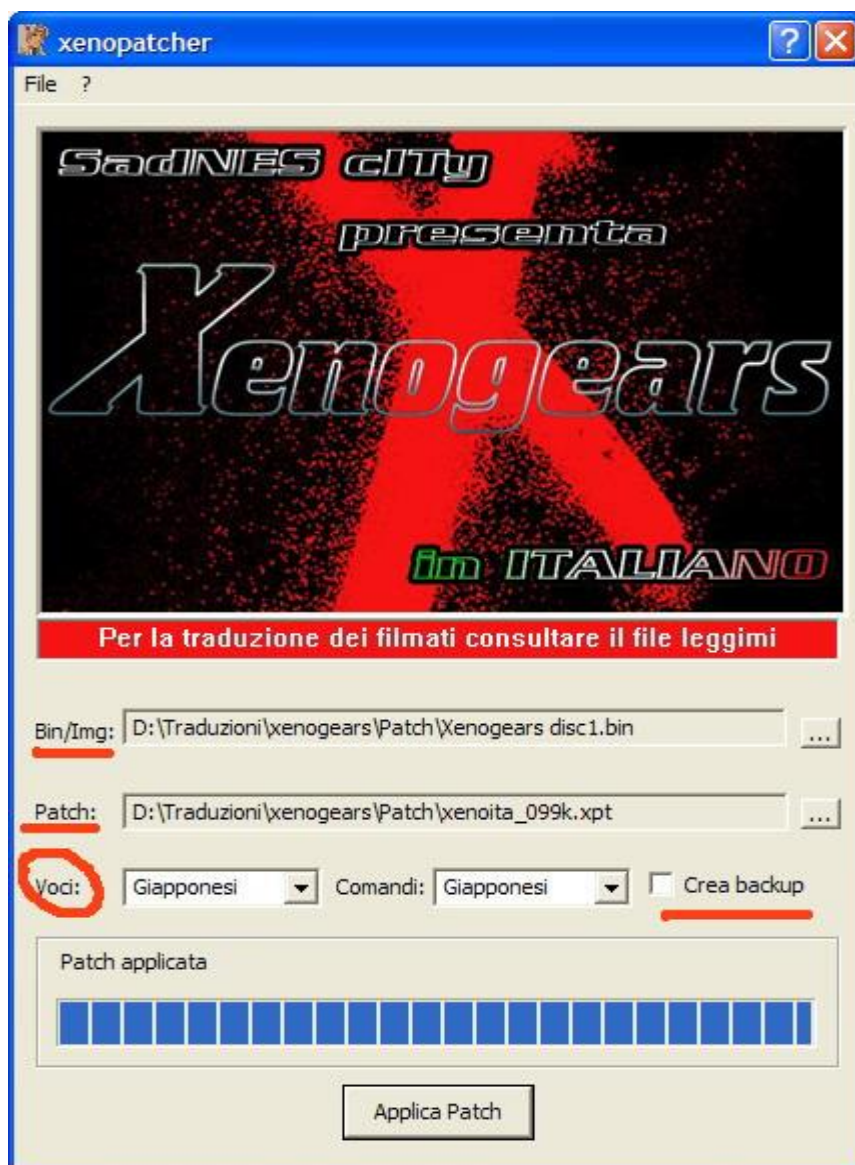 xenopatcher
File ?
SadNES cITy
presenta
Xenogears
in ITALIANO
Per la traduzione dei filmati consultare il file leggimi
Bin/Img: D:\Traduzioni\xenogears\Patch\Xenogears disc1.bin ...
Patch: D:\Traduzioni\xenogears\Patch\xenoita_099k.xpt ...
Voci: Giapponesi Comandi: Giapponesi Crea backup
Patch applicata
Applica Patch